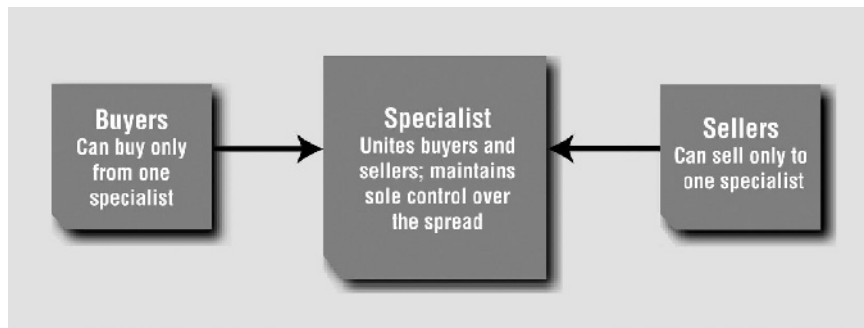 Buyers
Can buy only
from one
specialist
Specialist
Unites buyers and
sellers; maintains
sole control over
the spread
Sellers
Can sell only to
one specialist